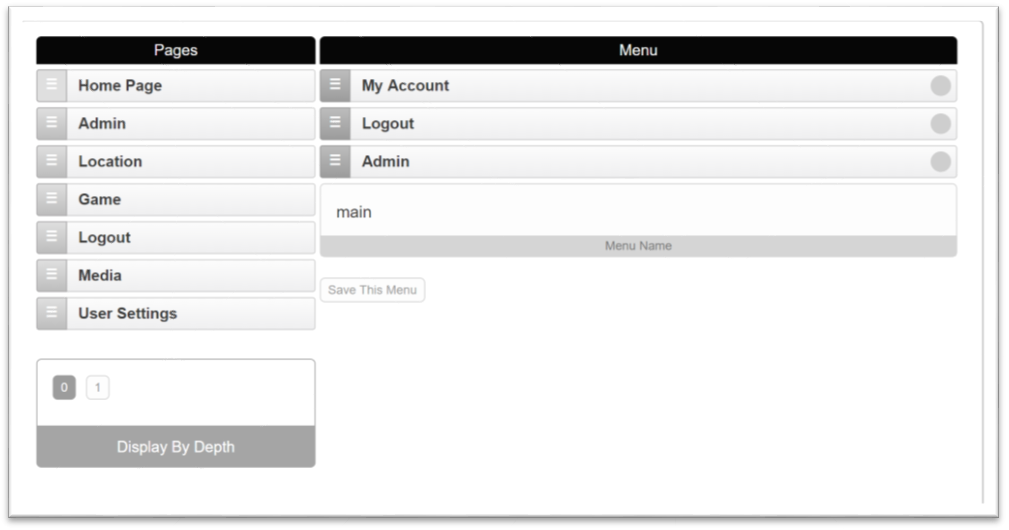 Pages
Home Page
Admin
Location
Game
Logout
Media
User Settings
0 1
Display By Depth
Menu
My Account
Logout
Admin
main
Menu Name
Save This Menu